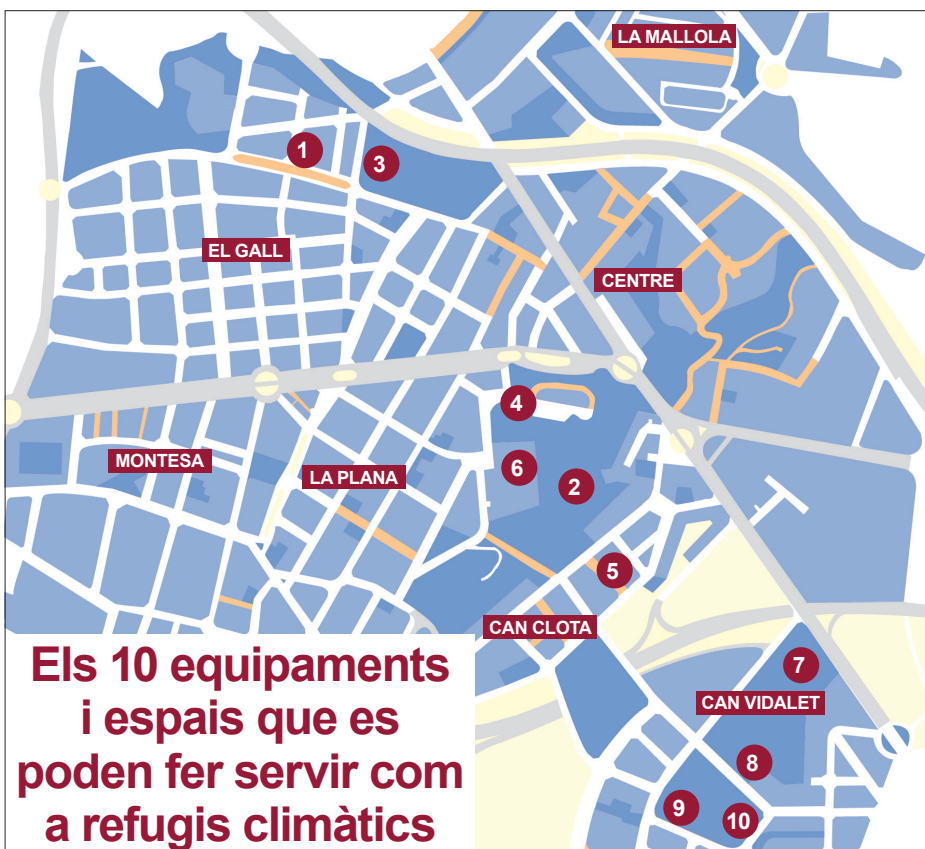 LA MALLOLA
1
3
EL GALL
CENTRE
4
MONTESA
LA PLANA
6
2
5
CAN CLOTA
7
CAN VIDALET
8
9
10
Els 10 equipaments
i espais que es
poden fer servir com
a refugis climàtics